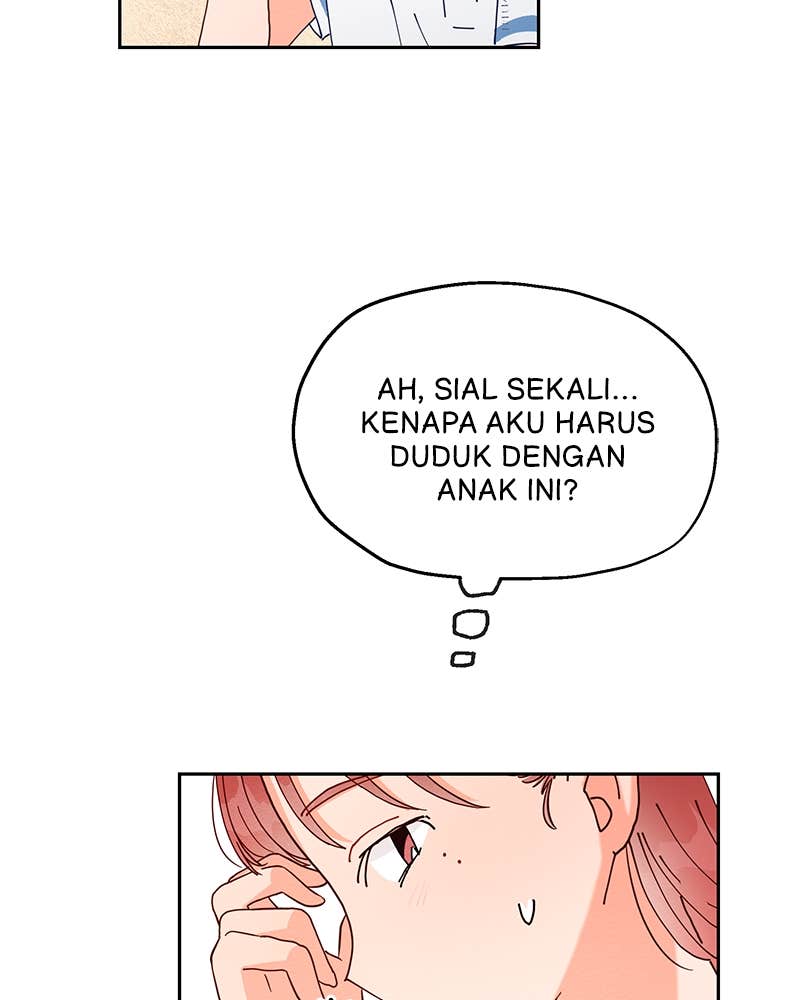 AH, SIAL SEKALI...
KENAPA AKU HARUS
DUDUK DENGAN
ANAK INI?